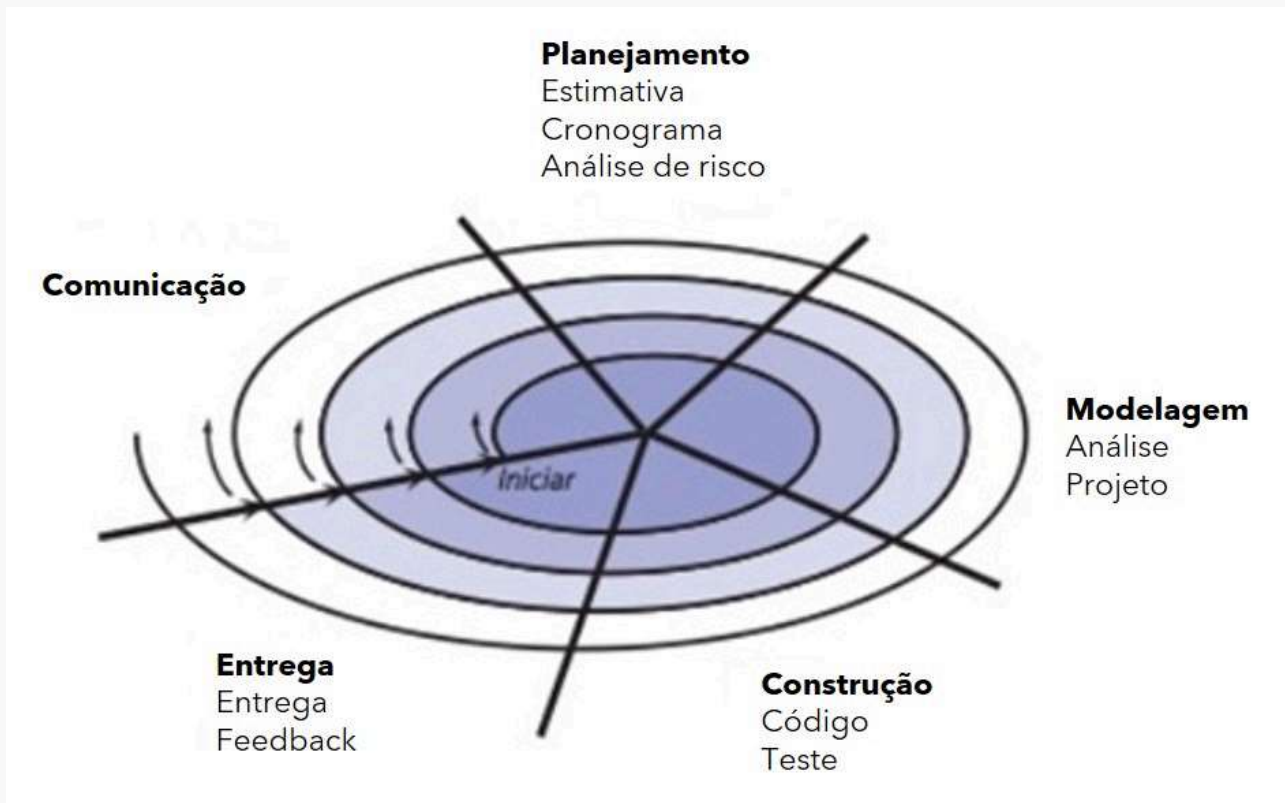 Planejamento
Estimativa
Cronograma
Análise de risco
Comunicação
Modelagem
Análise
Projeto
Iniciar
Entrega
Entrega
Feedback
Construção
Código
Teste